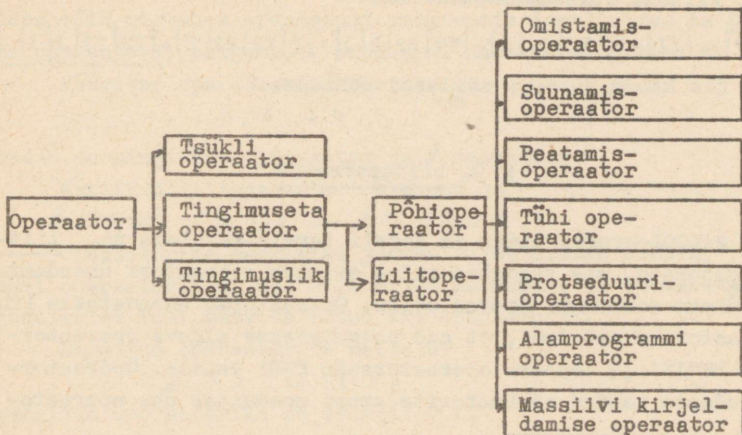 Operaator
Tsükli
operaator
Tingimuseta
operaator
Tingimuslik
operaator
Põhiope-
raator
Liitope-
raator
Omistamis-
operaator
Suunamis-
operaator
Peatamis-
operaator
Tühi ope-
raator
Protseduuri-
operaator
Alamprogrammi
operaator
Massiivi kirjel-
damise operaator